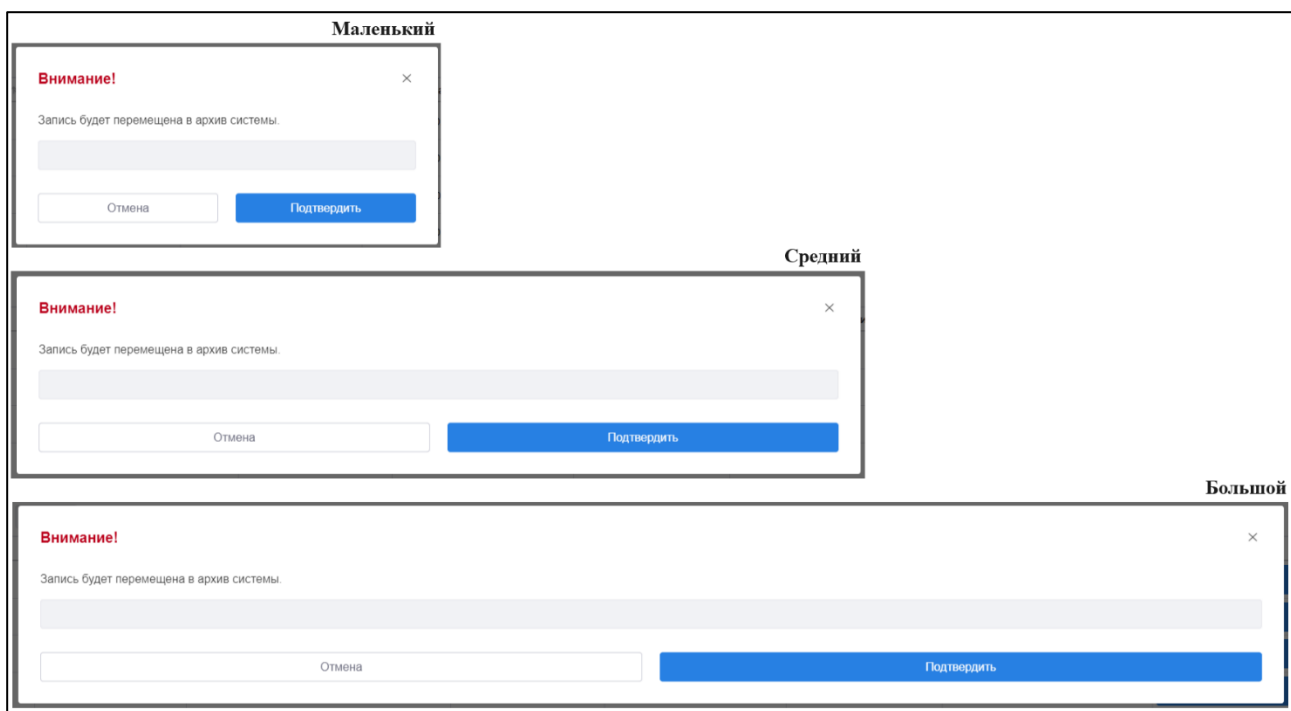 Маленький
Внимание!
Запись будет перемещена в архив системы.
Отмена Подтвердить
Средний
Внимание!
Запись будет перемещена в архив системы.
Отмена Подтвердить
Большой
Внимание!
Запись будет перемещена в архив системы.
Отмена Подтвердить